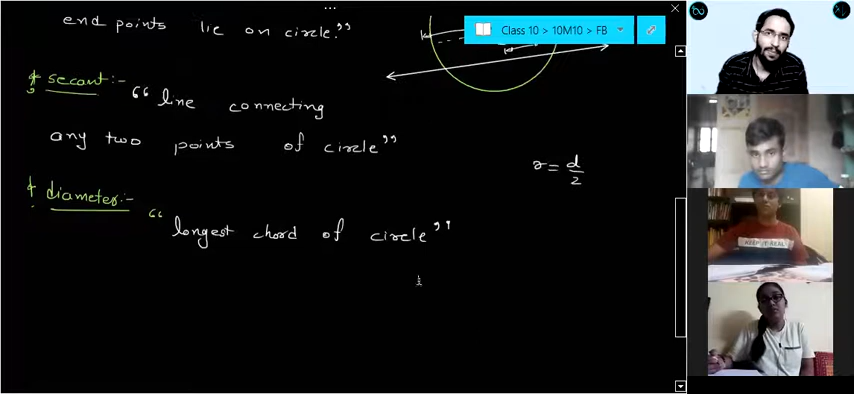 ...
end points lie on circle."
Class 10 > 10M10 > FB
* secant:-
"line connecting
any two points of circle"
r = d/2
* diameter:-
"longest chord of circle"
KEEP IT REAL